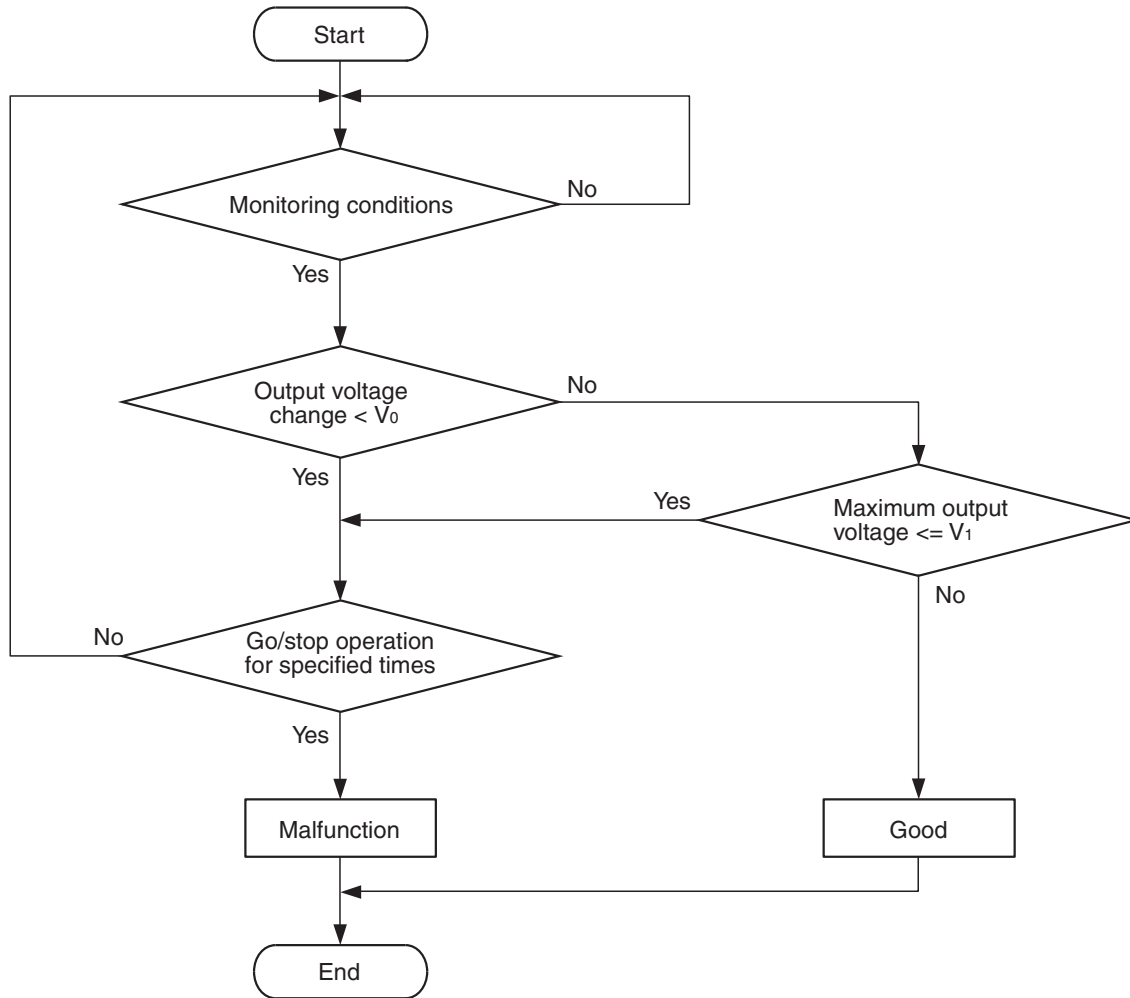 Start
Monitoring conditions
No
Yes
Output voltage
change < V₀
No
Yes
Maximum output
voltage <= V₁
Yes
No
Go/stop operation
for specified times
No
Yes
Malfunction
Good
End